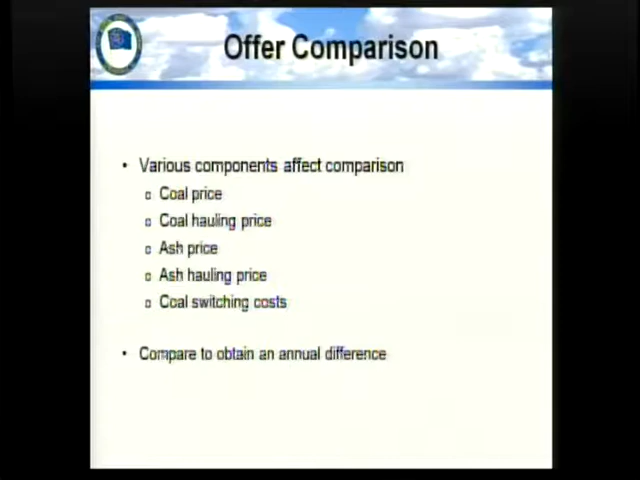 Offer Comparison
• Various components affect comparison
o Coal price
o Coal hauling price
o Ash price
o Ash hauling price
o Coal switching costs
• Compare to obtain an annual difference